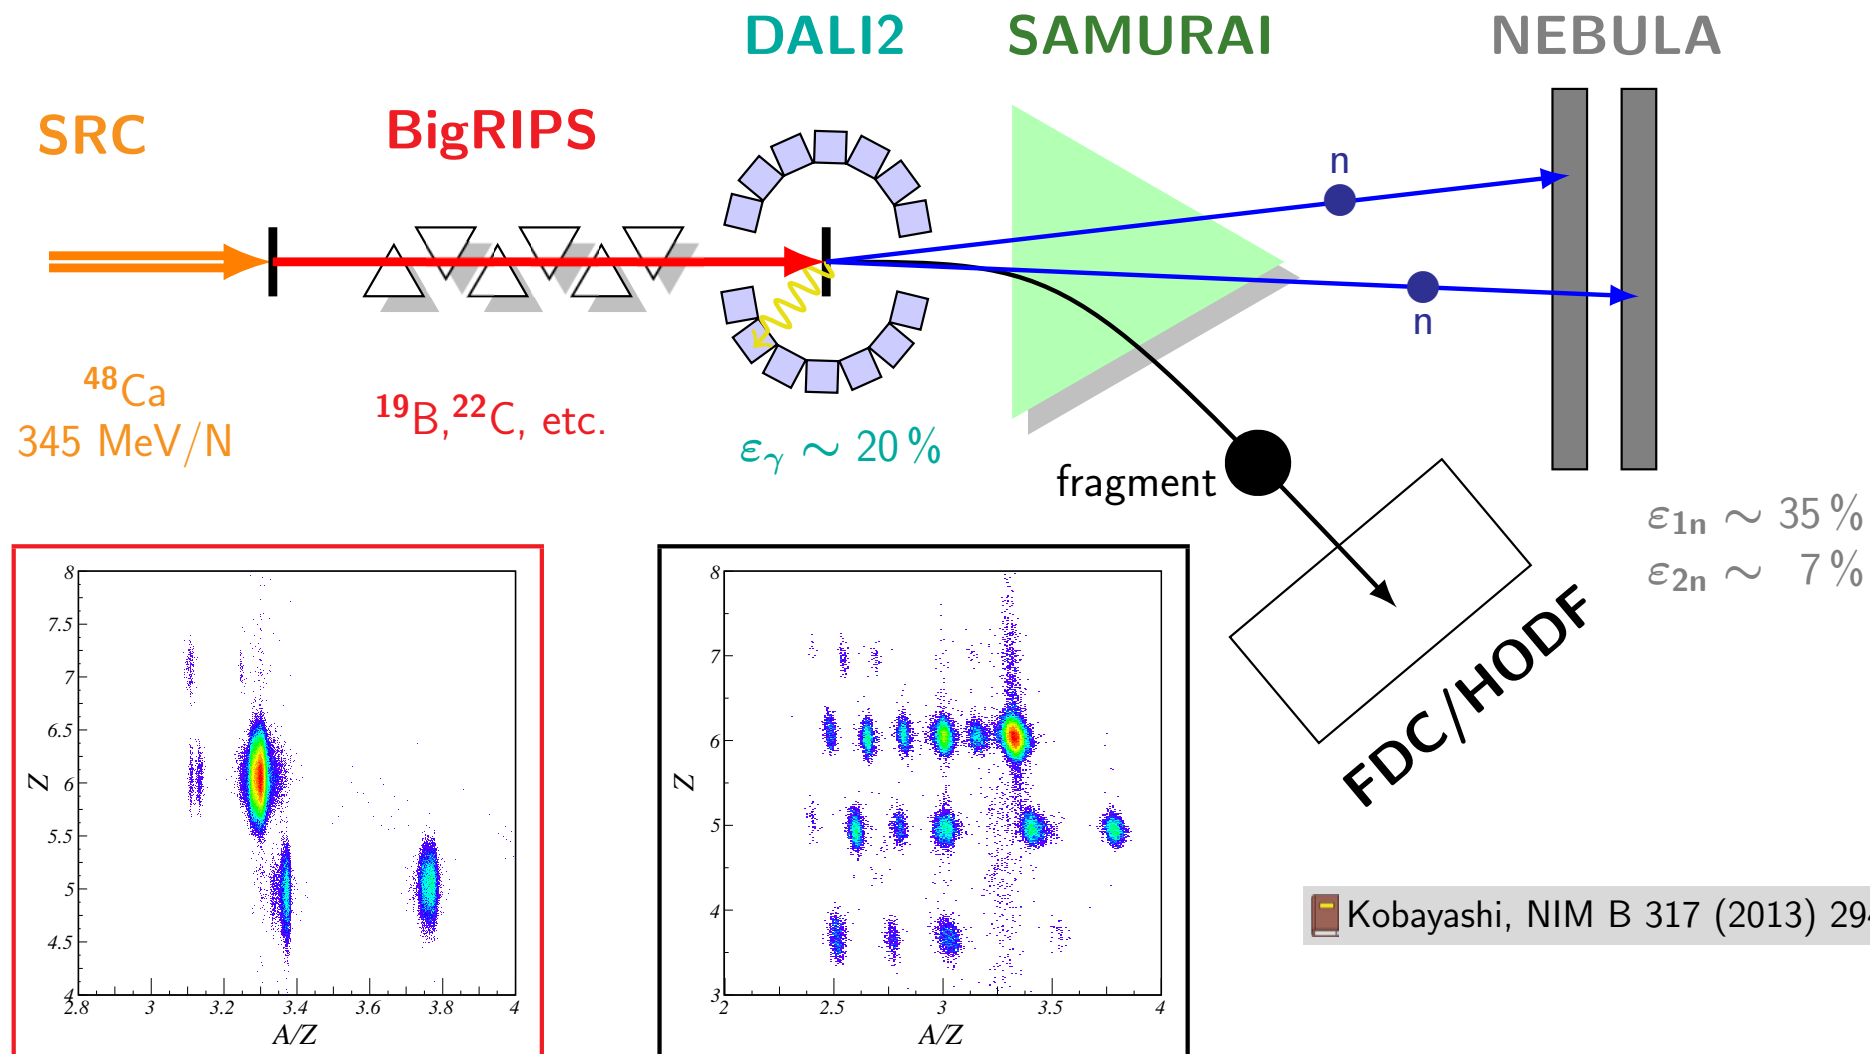 DALI2 SAMURAI NEBULA
SRC BigRIPS
n
n
⁴⁸Ca
345 MeV/N
¹⁹B,²²C, etc.
ε_γ ∼ 20 %
fragment
ε₁ₙ ∼ 35 %
ε₂ₙ ∼ 7 %
FDC/HODF
8
7.5
7
6.5
6
5.5
5
4.5
4
Z
2.8 3 3.2 3.4 3.6 3.8 4
A/Z
8
7
6
5
4
3
Z
2 2.5 3 3.5 4
A/Z
Kobayashi, NIM B 317 (2013) 294